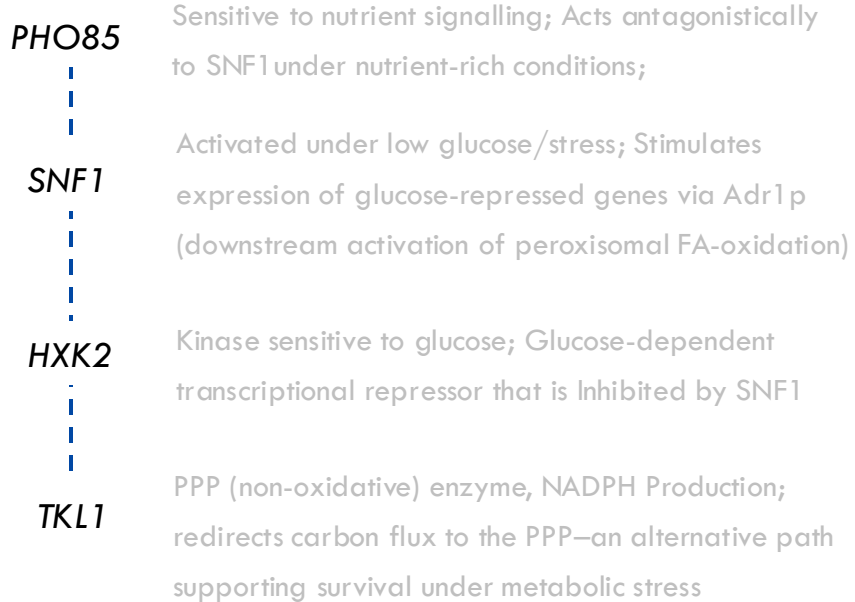 PHO85
Sensitive to nutrient signalling; Acts antagonistically
to SNF1under nutrient-rich conditions;
SNF1
Activated under low glucose/stress; Stimulates
expression of glucose-repressed genes via Adr1p
(downstream activation of peroxisomal FA-oxidation)
HXK2
Kinase sensitive to glucose; Glucose-dependent
transcriptional repressor that is Inhibited by SNF1
TKL1
PPP (non-oxidative) enzyme, NADPH Production;
redirects carbon flux to the PPP–an alternative path
supporting survival under metabolic stress